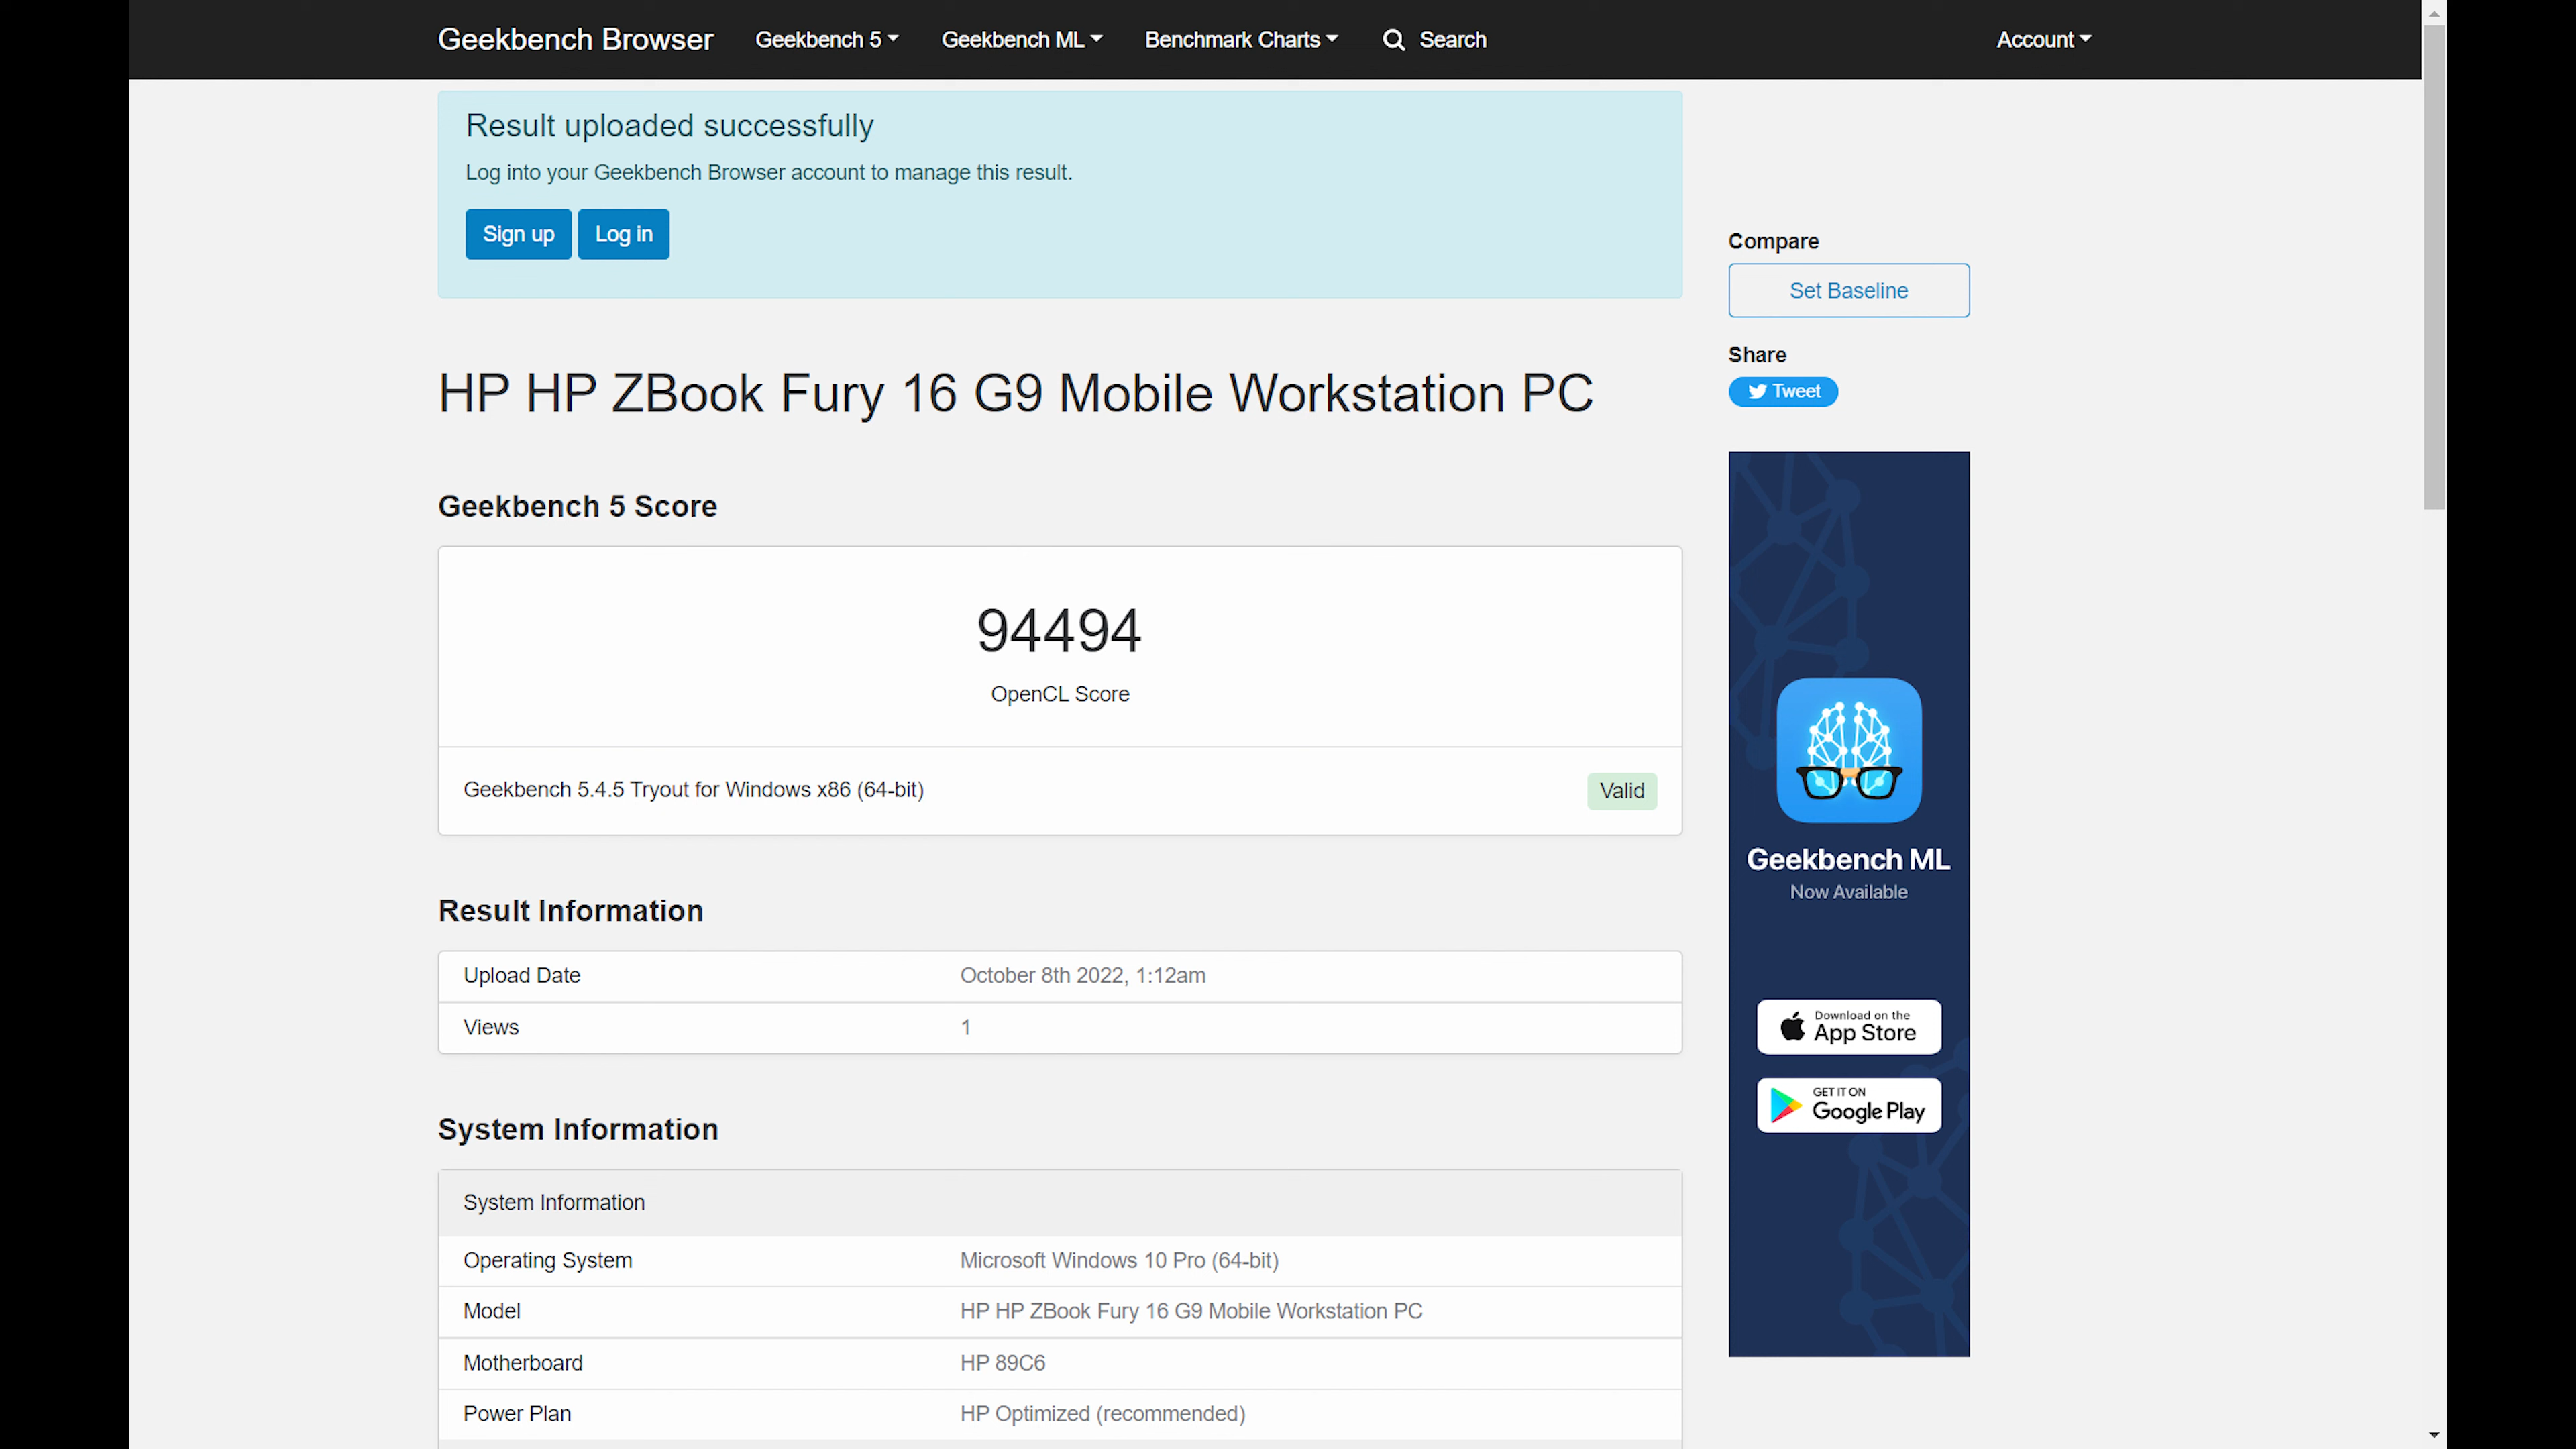 Geekbench Browser Geekbench 5 Geekbench ML Benchmark Charts Search Account
Result uploaded successfully
Log into your Geekbench Browser account to manage this result.
Sign up Log in
Compare
Set Baseline
Share
Tweet
HP HP ZBook Fury 16 G9 Mobile Workstation PC
Geekbench 5 Score
94494
OpenCL Score
Geekbench 5.4.5 Tryout for Windows x86 (64-bit) Valid
Result Information
Upload Date October 8th 2022, 1:12am
Views 1
System Information
System Information
Operating System Microsoft Windows 10 Pro (64-bit)
Model HP HP ZBook Fury 16 G9 Mobile Workstation PC
Motherboard HP 89C6
Power Plan HP Optimized (recommended)
Geekbench ML
Now Available
Download on the
App Store
GET IT ON
Google Play